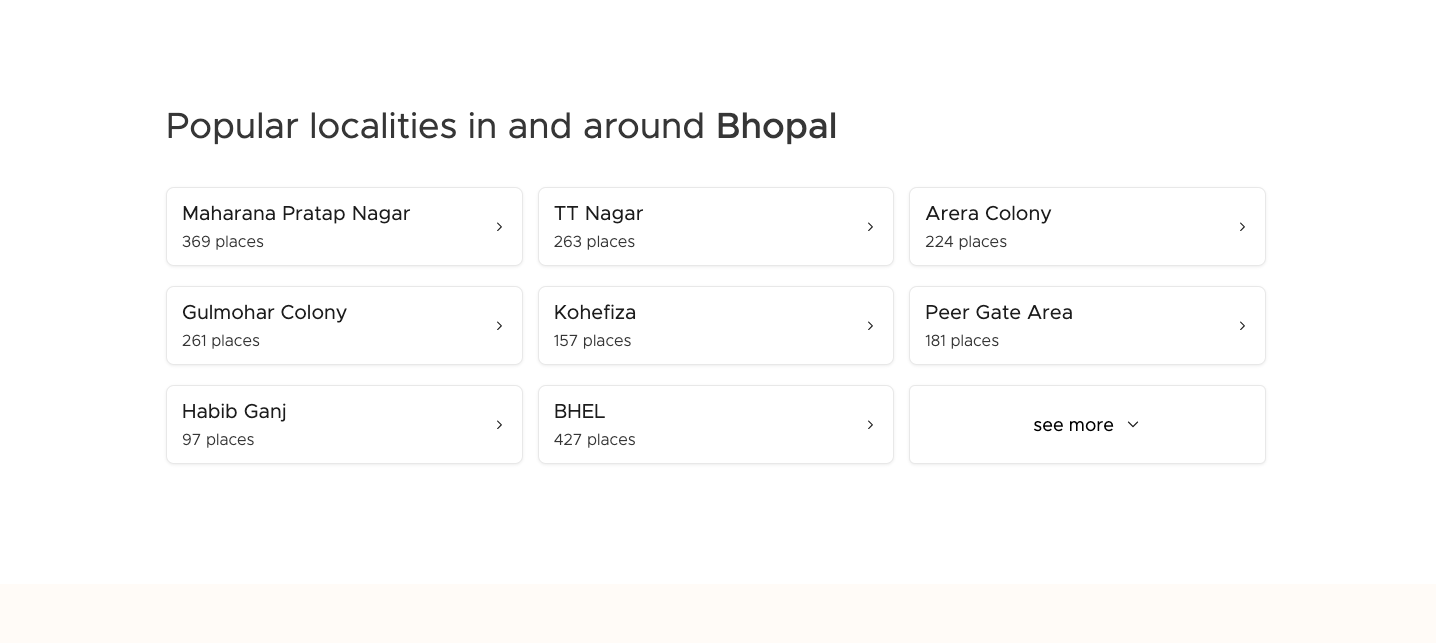 Popular localities in and around Bhopal
Maharana Pratap Nagar
369 places
TT Nagar
263 places
Arera Colony
224 places
Gulmohar Colony
261 places
Kohefiza
157 places
Peer Gate Area
181 places
Habib Ganj
97 places
BHEL
427 places
see more